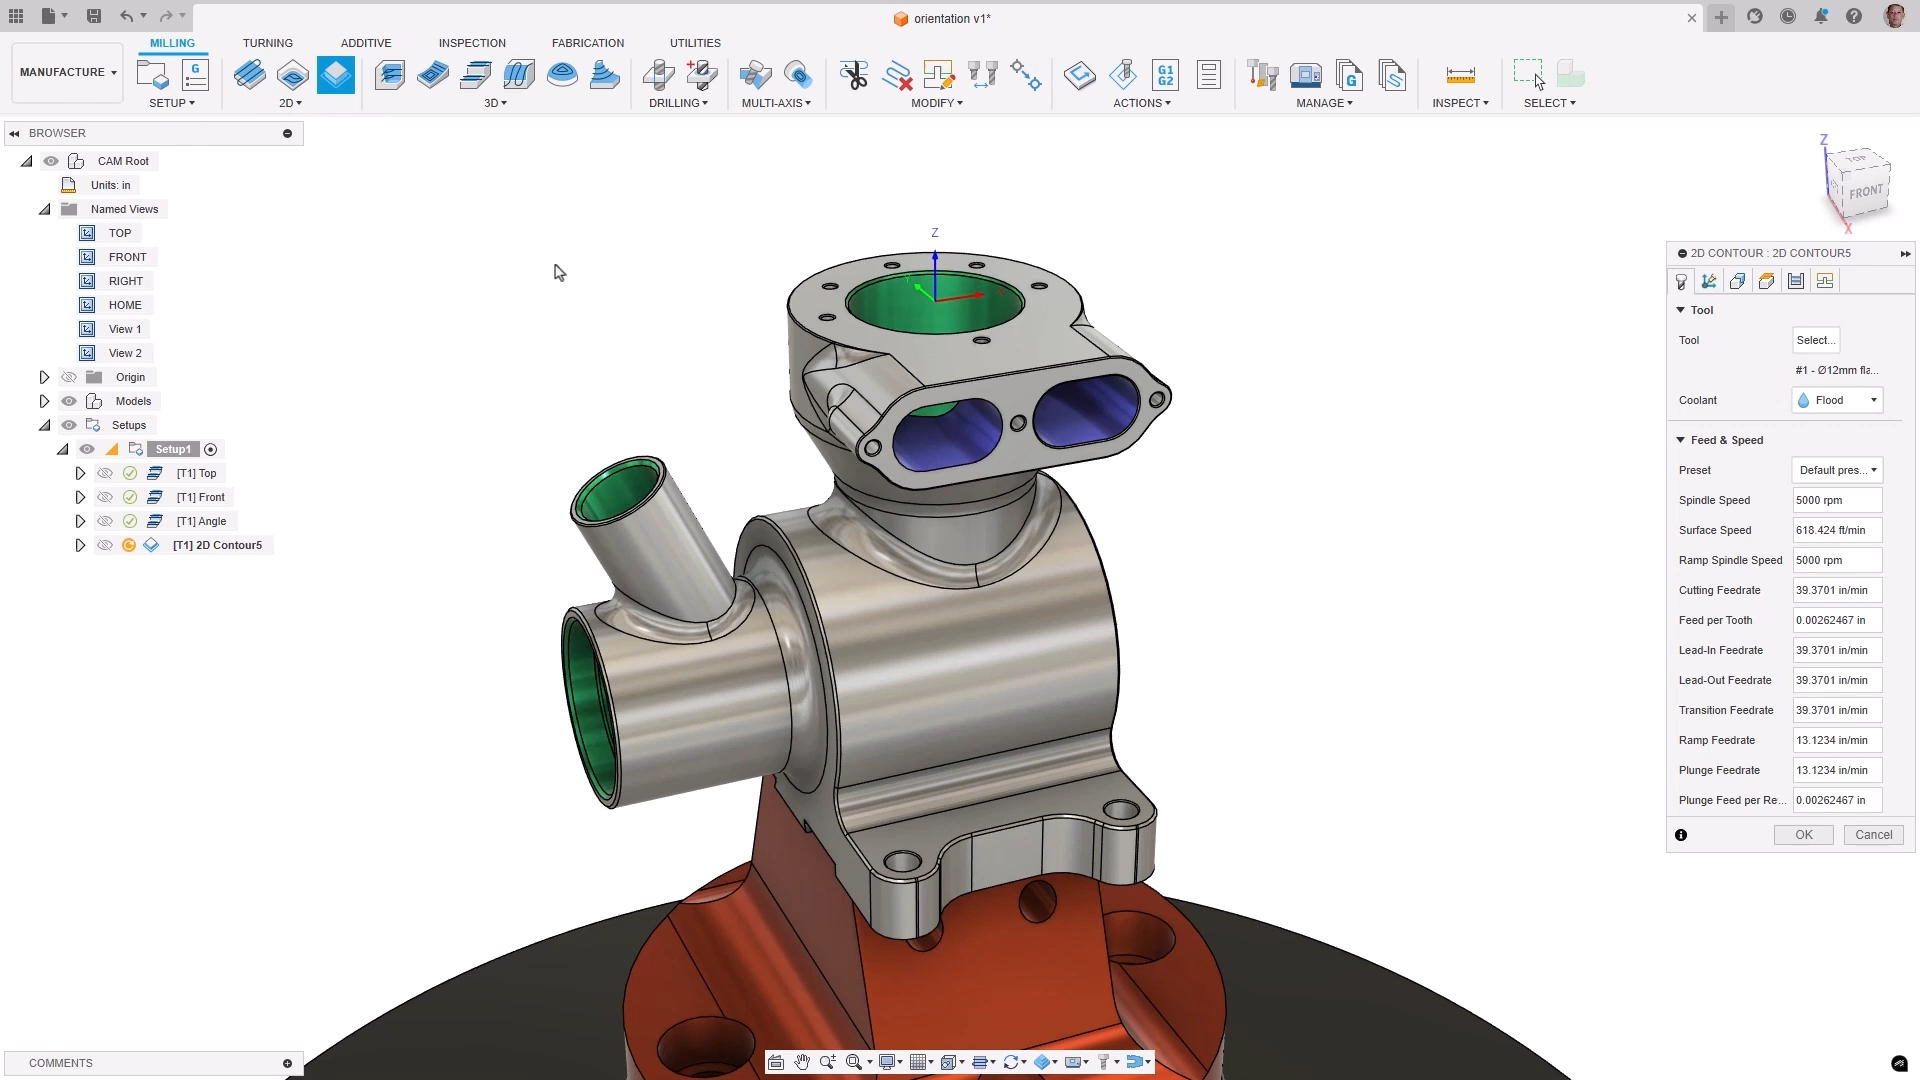 orientation v1*
MILLING TURNING ADDITIVE INSPECTION FABRICATION UTILITIES
MANUFACTURE
G
G1
G2
G
SETUP 2D 3D DRILLING MULTI-AXIS MODIFY ACTIONS MANAGE INSPECT SELECT
BROWSER
CAM Root
Units: in
Named Views
TOP
FRONT
RIGHT
HOME
View 1
View 2
Origin
Models
Setups
Setup1
[T1] Top
[T1] Front
[T1] Angle
[T1] 2D Contour5
Z
Z
TOP
FRONT
X
2D CONTOUR : 2D CONTOUR5
Tool
Tool Select...
#1 - Ø12mm fla...
Coolant Flood
Feed & Speed
Preset Default pres...
Spindle Speed 5000 rpm
Surface Speed 618.424 ft/min
Ramp Spindle Speed 5000 rpm
Cutting Feedrate 39.3701 in/min
Feed per Tooth 0.00262467 in
Lead-In Feedrate 39.3701 in/min
Lead-Out Feedrate 39.3701 in/min
Transition Feedrate 39.3701 in/min
Ramp Feedrate 13.1234 in/min
Plunge Feedrate 13.1234 in/min
Plunge Feed per Re... 0.00262467 in
OK Cancel
COMMENTS